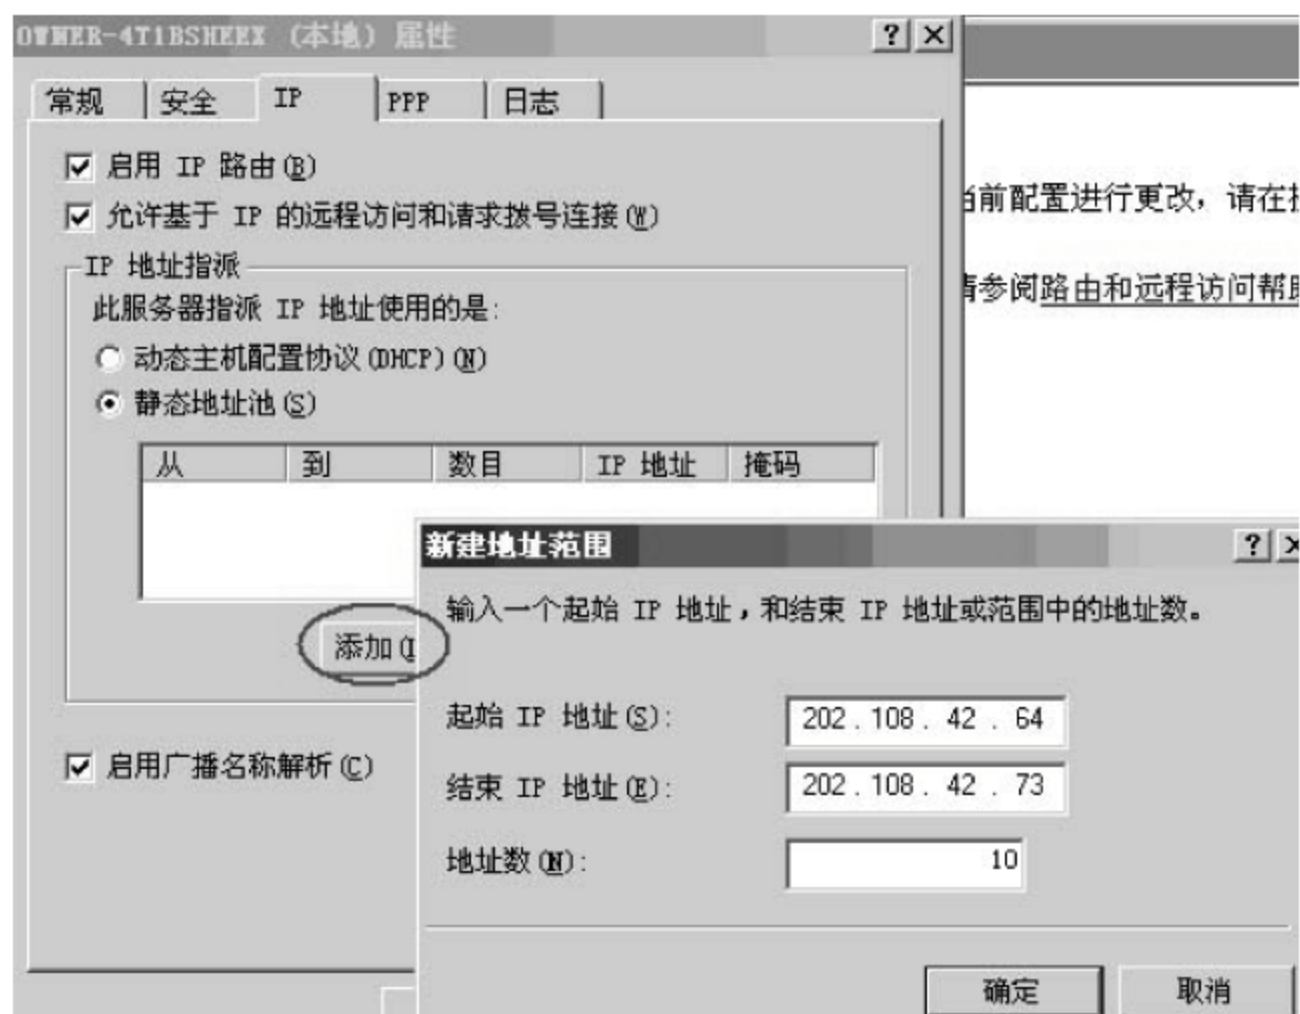 OWNER-4T1BSHEEX (本地) 属性
常规 安全 IP PPP 日志
启用 IP 路由(B)
允许基于 IP 的远程访问和请求拨号连接(W)
IP 地址指派
此服务器指派 IP 地址使用的是:
动态主机配置协议(DHCP)(N)
静态地址池(S)
从 到 数目 IP 地址 掩码
添加
启用广播名称解析(C)
前配置进行更改，请在
参阅路由和远程访问帮
新建地址范围
输入一个起始 IP 地址，和结束 IP 地址或范围中的地址数。
起始 IP 地址(S): 202 . 108 . 42 . 64
结束 IP 地址(E): 202 . 108 . 42 . 73
地址数(N): 10
确定 取消